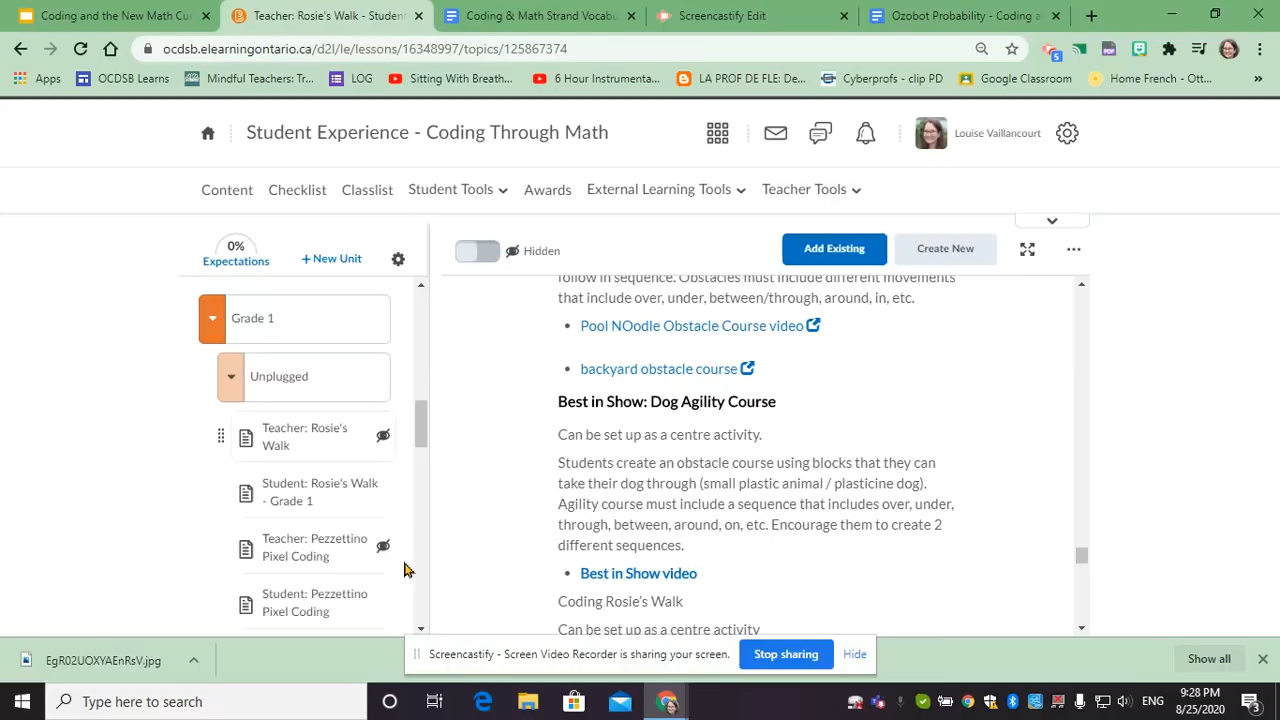 Coding and the New Math Cu
Teacher: Rosie's Walk - Student
Coding & Math Strand Vocabu
Screencastify Edit
Ozobot Probability - Coding a
ocdsb.elearningontario.ca/d2l/le/lessons/16348997/topics/125867374
5
Apps
OCDSB Learns
Mindful Teachers: Tr...
LOG
Sitting With Breath...
6 Hour Instrumenta...
LA PROF DE FLE: De...
Cyberprofs - clip PD
Google Classroom
Home French - Ott...
Student Experience - Coding Through Math
Louise Vaillancourt
Content
Checklist
Classlist
Student Tools
Awards
External Learning Tools
Teacher Tools
0%
Expectations
+ New Unit
Hidden
Add Existing
Create New
Grade 1
Unplugged
Teacher: Rosie's
Walk
Student: Rosie's Walk
- Grade 1
Teacher: Pezzettino
Pixel Coding
Student: Pezzettino
Pixel Coding
follow in sequence. Obstacles must include different movements
that include over, under, between/through, around, in, etc.
• Pool NOodle Obstacle Course video
• backyard obstacle course
Best in Show: Dog Agility Course
Can be set up as a centre activity.
Students create an obstacle course using blocks that they can
take their dog through (small plastic animal / plasticine dog).
Agility course must include a sequence that includes over, under,
through, between, around, on, etc. Encourage them to create 2
different sequences.
• Best in Show video
Coding Rosie's Walk
Can be set up as a centre activity
Screencastify - Screen Video Recorder is sharing your screen.
Stop sharing
Hide
EgR02UOXYAEnRsV.jpg
Show all
Type here to search
ENG
9:28 PM
8/25/2020
3